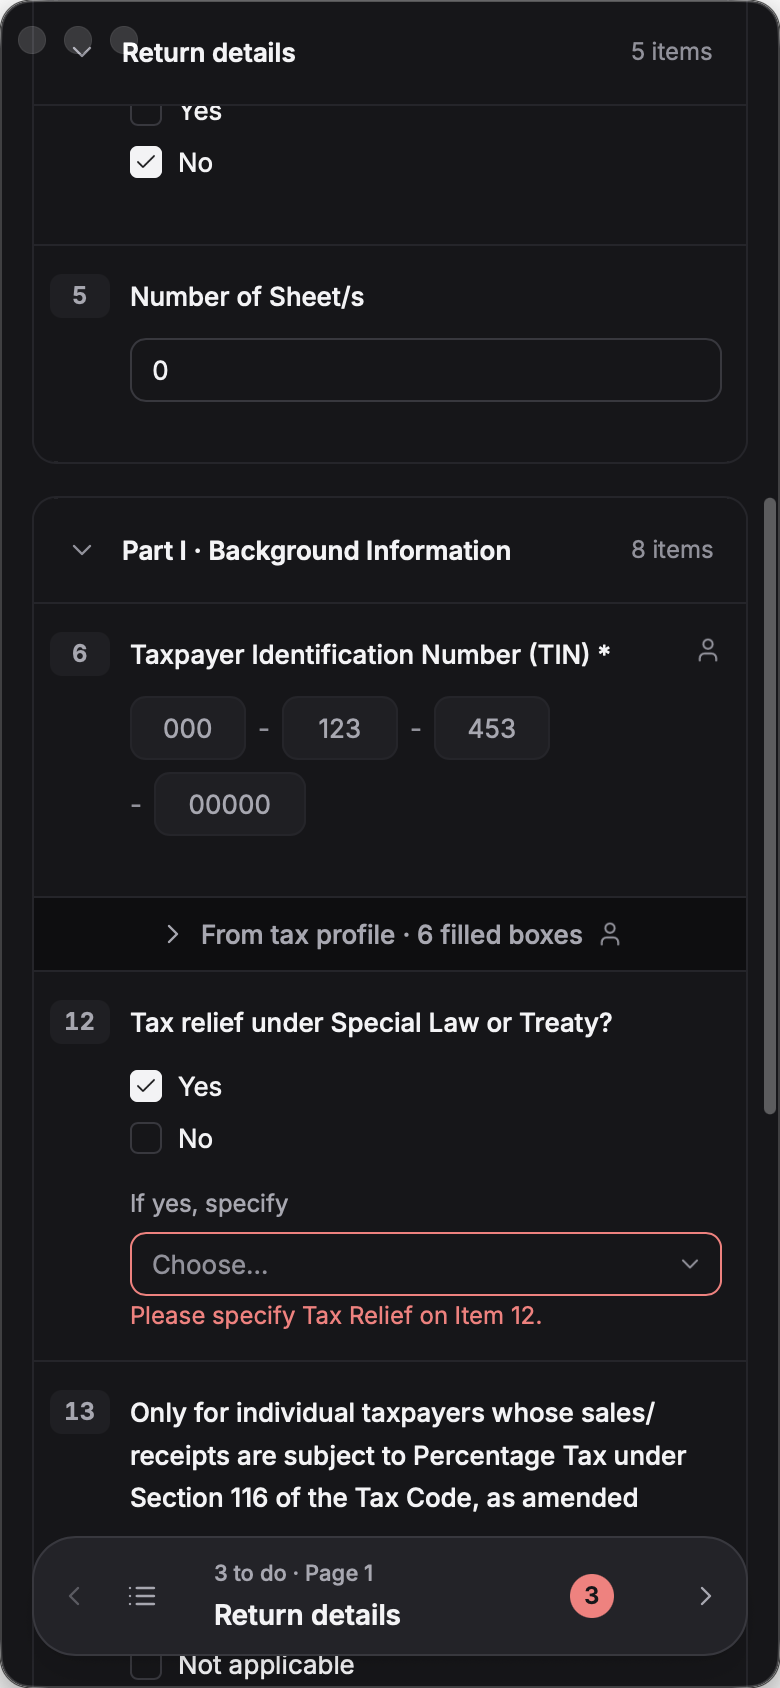 Return details
5 items
Yes
No
5
Number of Sheet/s
0
Part I · Background Information
8 items
6
Taxpayer Identification Number (TIN) *
000 - 123 - 453
- 00000
From tax profile · 6 filled boxes
12
Tax relief under Special Law or Treaty?
Yes
No
If yes, specify
Choose...
Please specify Tax Relief on Item 12.
13
Only for individual taxpayers whose sales/
receipts are subject to Percentage Tax under
Section 116 of the Tax Code, as amended
3 to do · Page 1
Return details
3
Not applicable